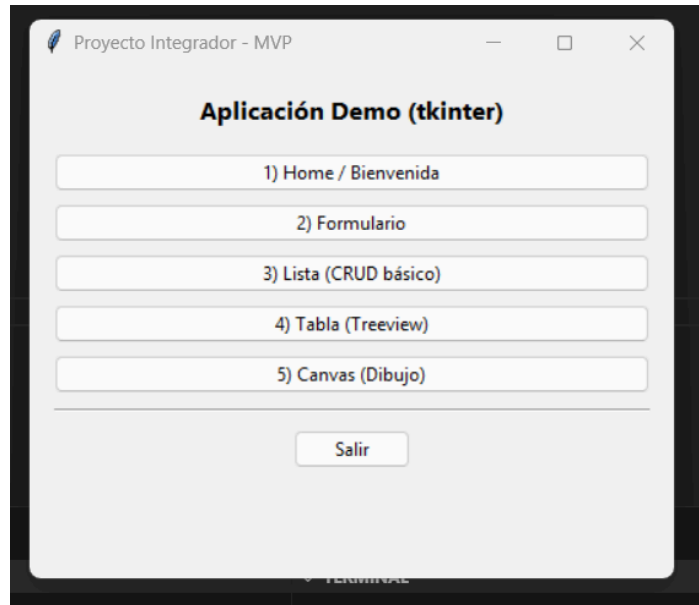 Proyecto Integrador - MVP
Aplicación Demo (tkinter)
1) Home / Bienvenida
2) Formulario
3) Lista (CRUD básico)
4) Tabla (Treeview)
5) Canvas (Dibujo)
Salir
TERMINAL